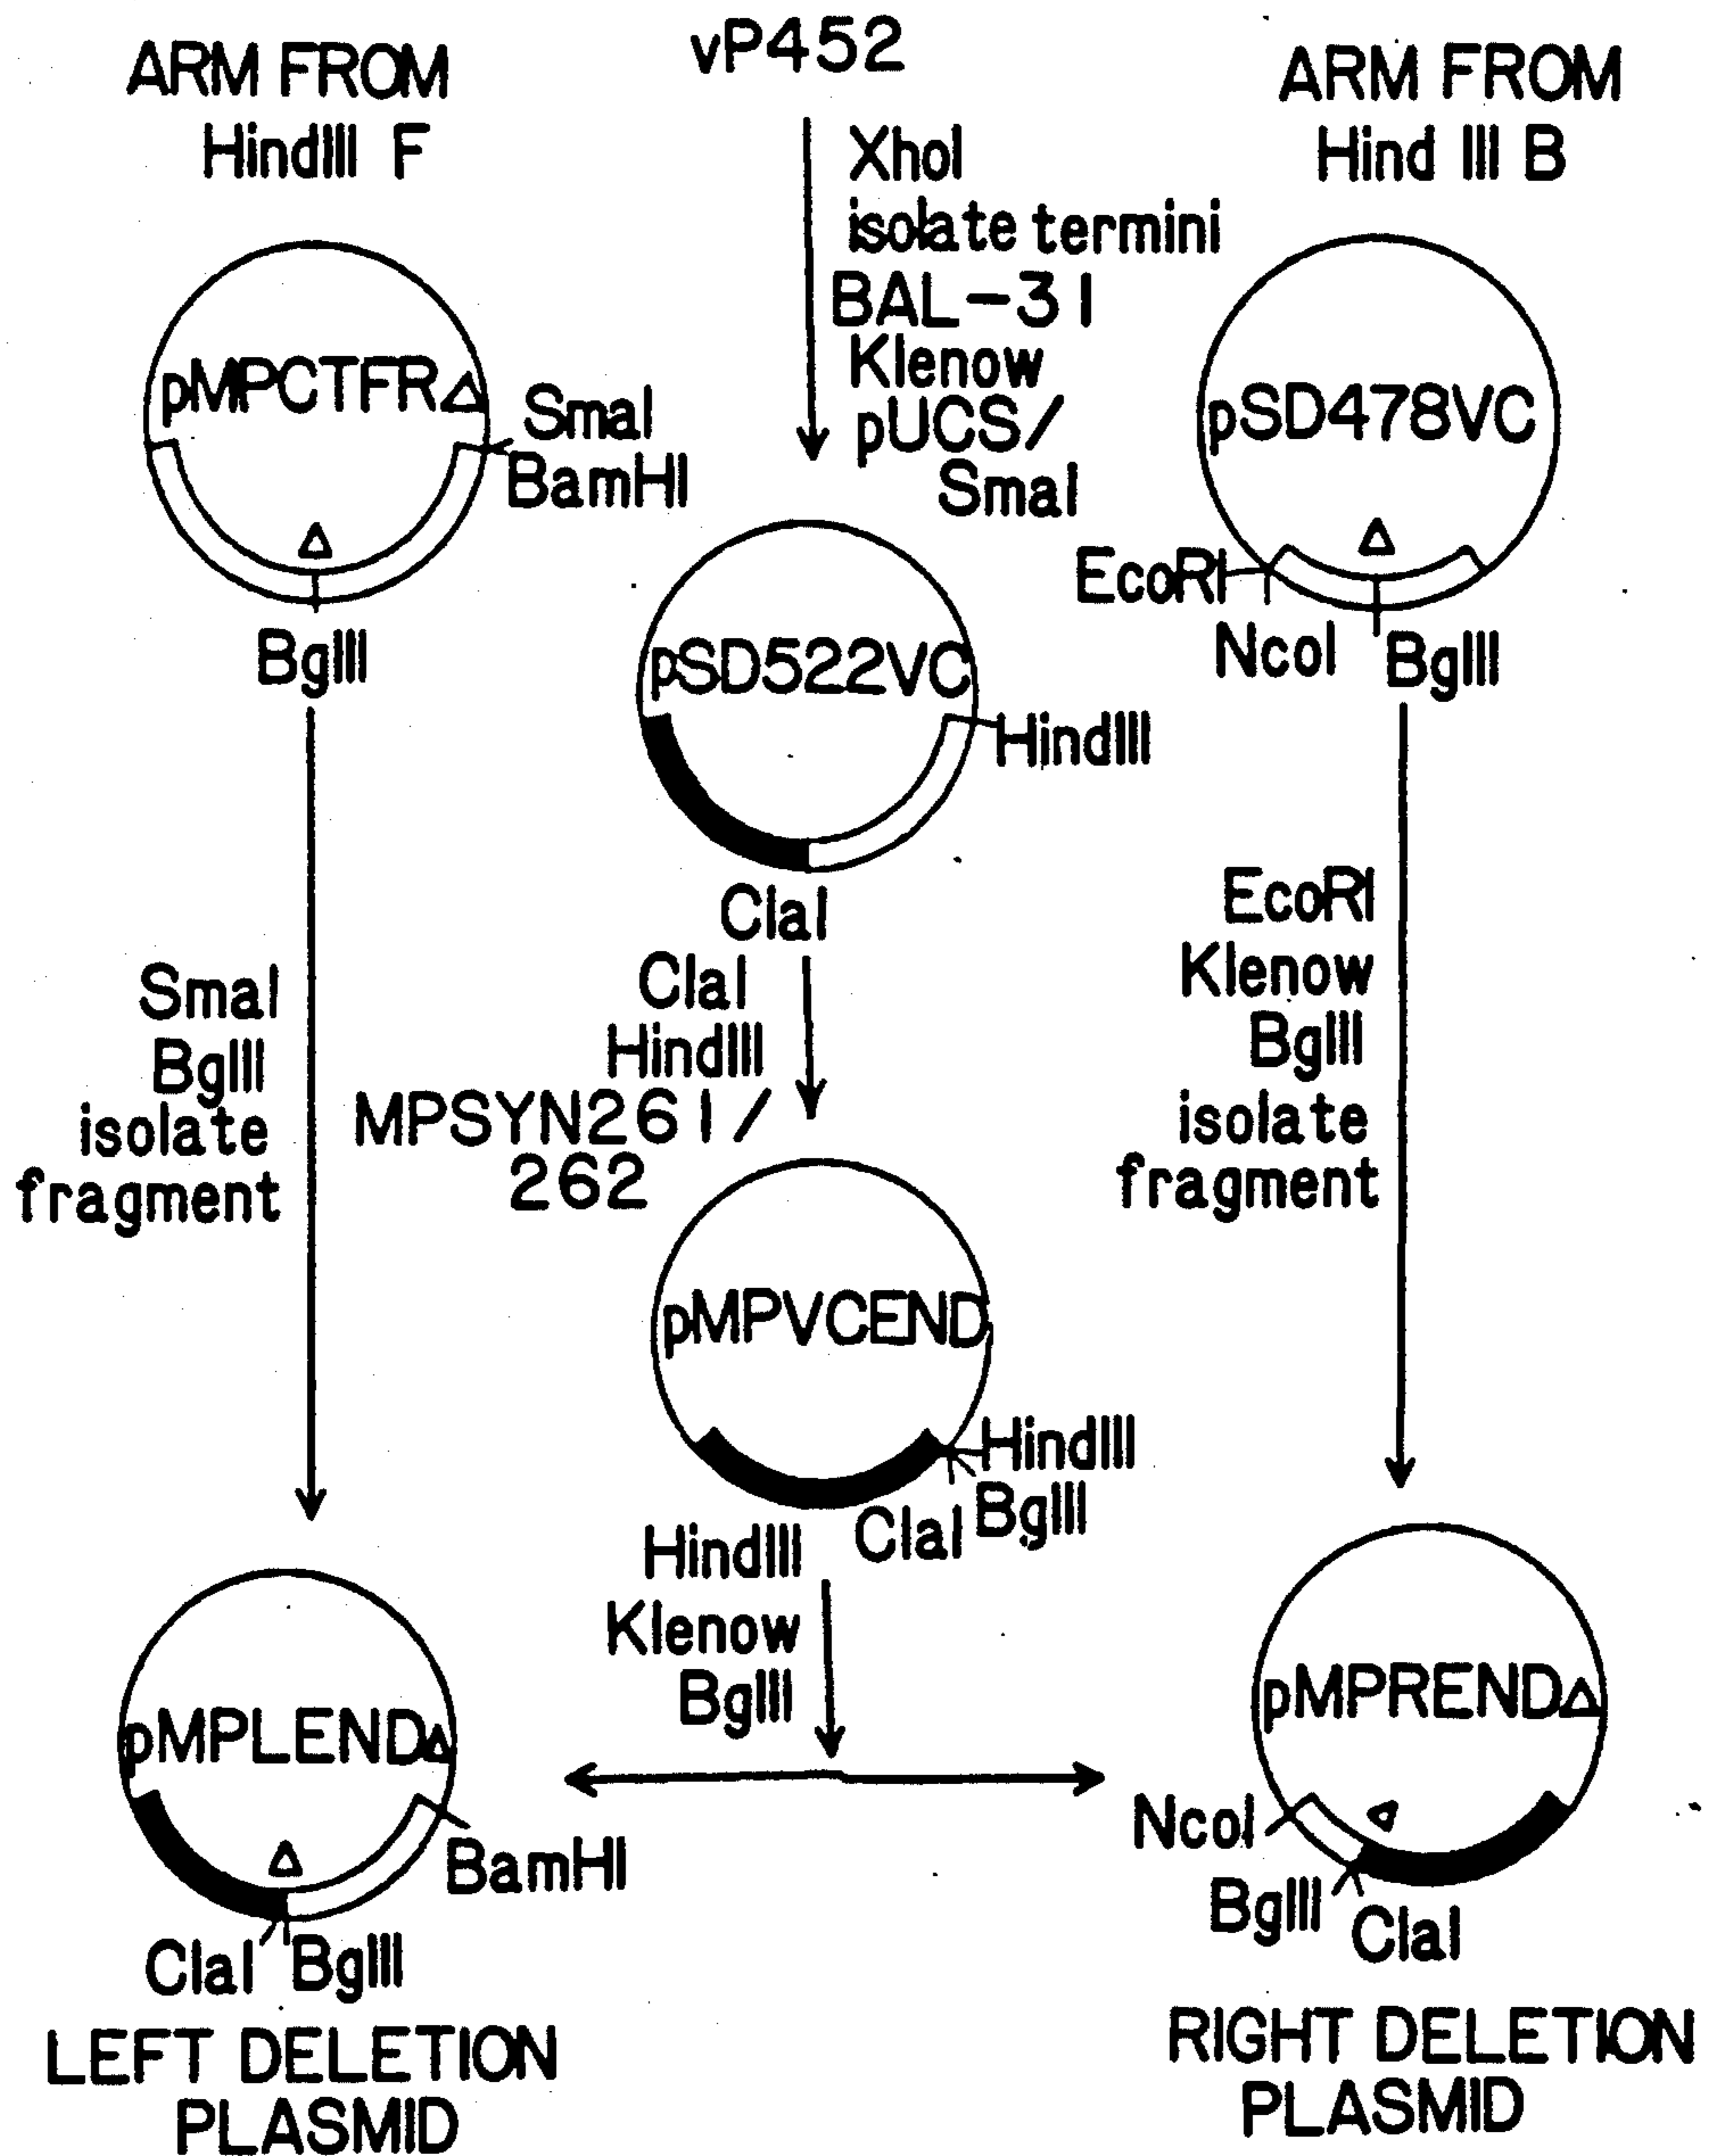 ARM FROM
HindIII F
vP452
ARM FROM
Hind III B
XhoI
isolate termini
BAL-31
Klenow
pUCS/
SmaI
pMPCTFRΔ
SmaI
BamHI
Δ
BglII
pSD478VC
Δ
EcoRI
NcoI
BglII
pSD522VC
HindIII
ClaI
SmaI
BglII
isolate
fragment
ClaI
HindIII
MPSYN261/
262
EcoRI
Klenow
BglII
isolate
fragment
pMPVCEND
HindIII
BglII
ClaI
HindIII
Klenow
BglII
pMPLENDΔ
Δ
BamHI
ClaI BglII
LEFT DELETION
PLASMID
pMPRENDΔ
Δ
NcoI
BglII
ClaI
RIGHT DELETION
PLASMID